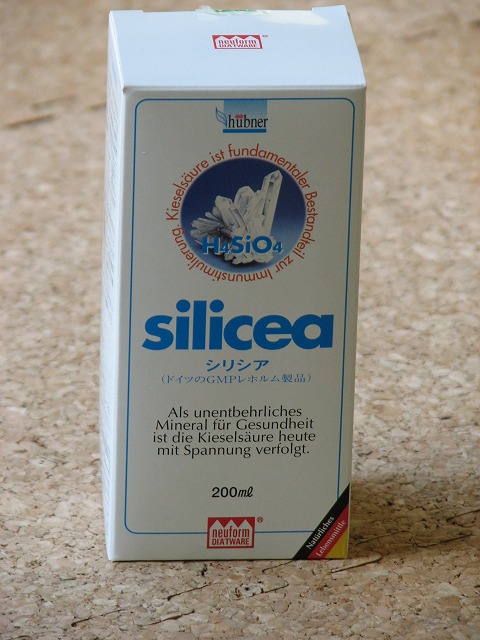 neuform®
DIÄTWARE
hübner
Kieselsäure ist fundamentaler Bestandteil zur Immunstimulierung.
H₄SiO₄
silicea
シリシア
(ドイツのGMPレホルム製品)
Als unentbehrliches
Mineral für Gesundheit
ist die Kieselsäure heute
mit Spannung verfolgt.
200ml
neuform®
DIÄTWARE
Natürliches
Lebensmittle